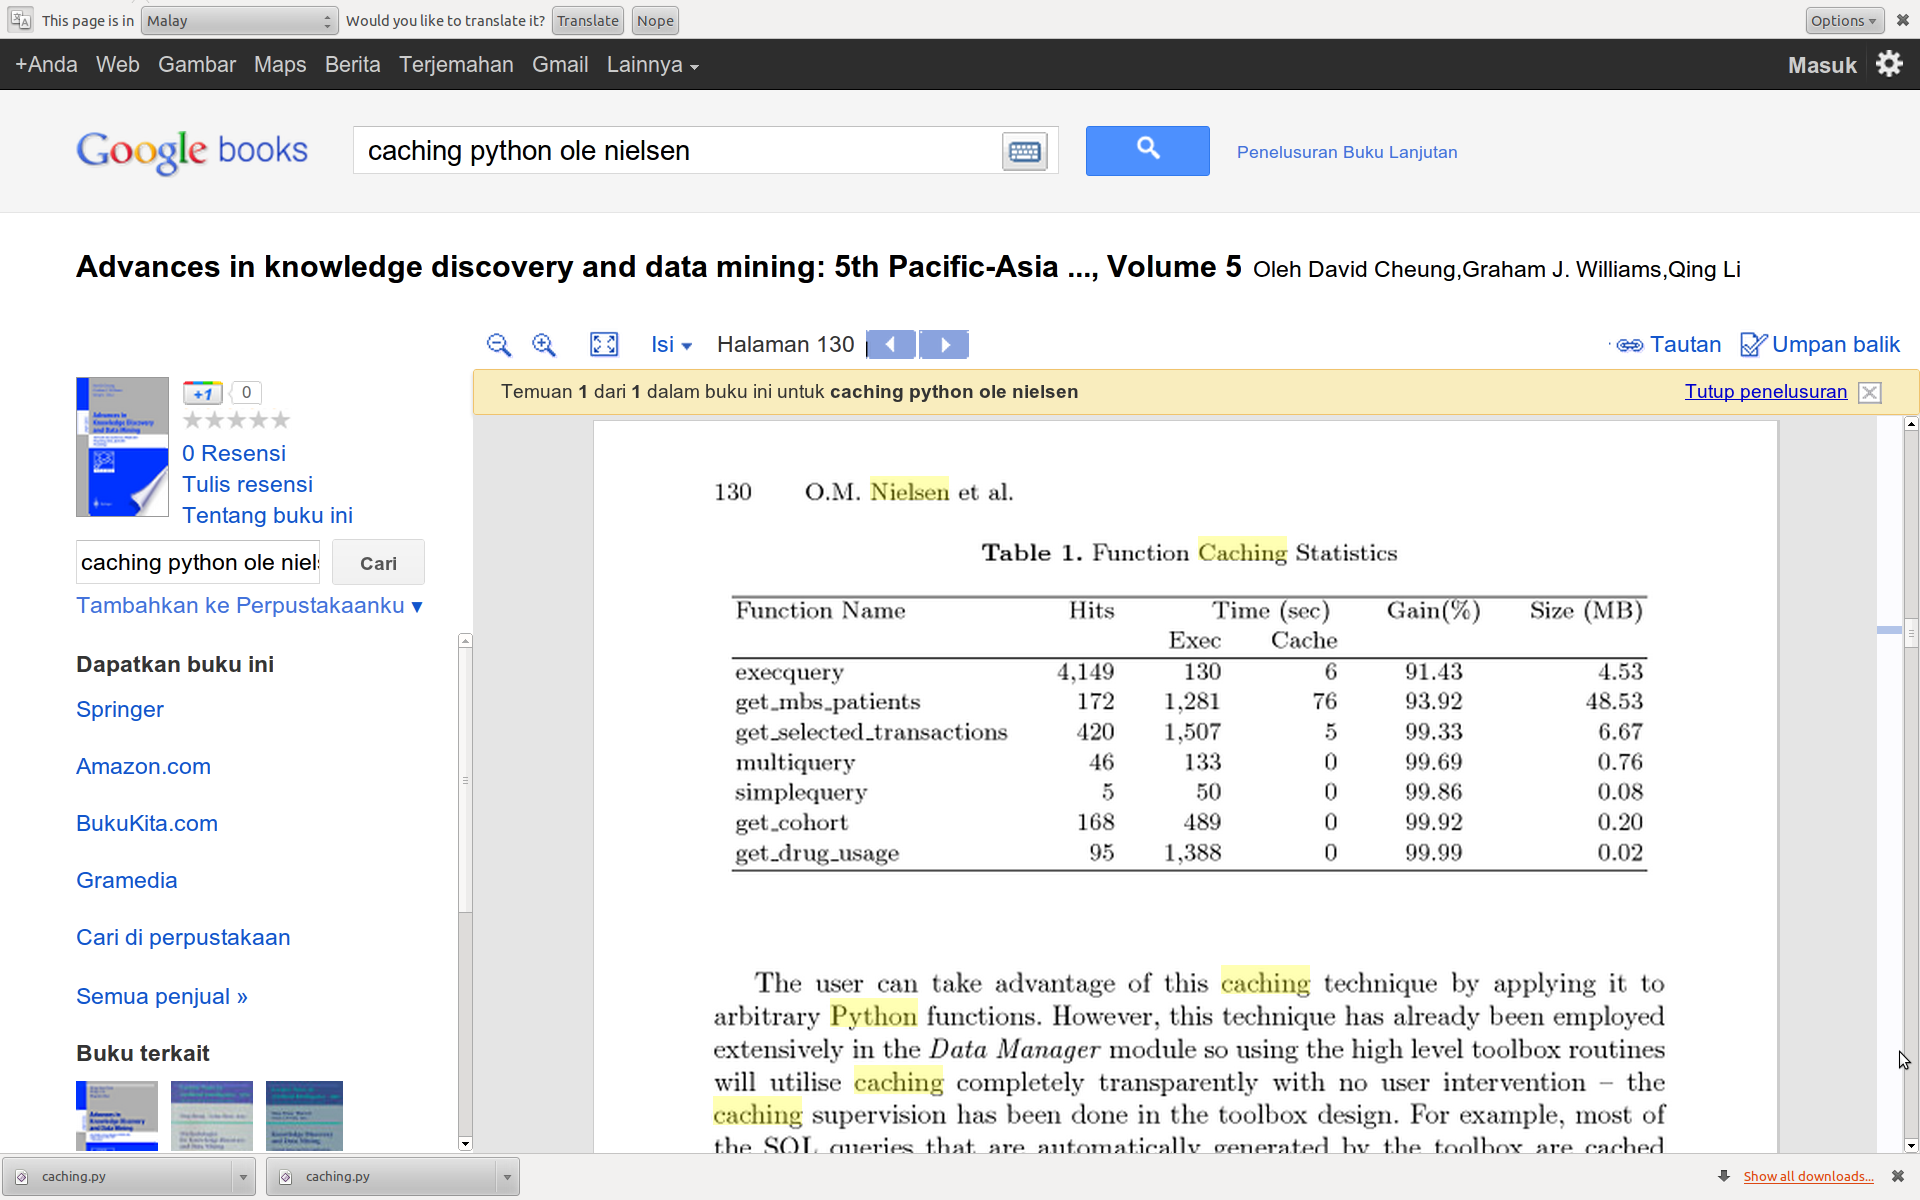 This page is in Malay Would you like to translate it? Translate Nope Options
+Anda Web Gambar Maps Berita Terjemahan Gmail Lainnya Masuk
Google books caching python ole nielsen Penelusuran Buku Lanjutan
Advances in knowledge discovery and data mining: 5th Pacific-Asia ..., Volume 5 Oleh David Cheung,Graham J. Williams,Qing Li
Isi Halaman 130 Tautan Umpan balik
+1 0
0 Resensi
Tulis resensi
Tentang buku ini
caching python ole niels Cari
Tambahkan ke Perpustakaanku ▼
Dapatkan buku ini
Springer
Amazon.com
BukuKita.com
Gramedia
Cari di perpustakaan
Semua penjual »
Buku terkait
Temuan 1 dari 1 dalam buku ini untuk caching python ole nielsen Tutup penelusuran
130 O.M. Nielsen et al.
Table 1. Function Caching Statistics
Function Name Hits Time (sec) Gain(%) Size (MB)
Exec Cache
execquery 4,149 130 6 91.43 4.53
get_mbs_patients 172 1,281 76 93.92 48.53
get_selected_transactions 420 1,507 5 99.33 6.67
multiquery 46 133 0 99.69 0.76
simplequery 5 50 0 99.86 0.08
get_cohort 168 489 0 99.92 0.20
get_drug_usage 95 1,388 0 99.99 0.02
The user can take advantage of this caching technique by applying it to
arbitrary Python functions. However, this technique has already been employed
extensively in the Data Manager module so using the high level toolbox routines
will utilise caching completely transparently with no user intervention – the
caching supervision has been done in the toolbox design. For example, most of
the SQL queries that are automatically generated by the toolbox are cached
caching.py caching.py Show all downloads...